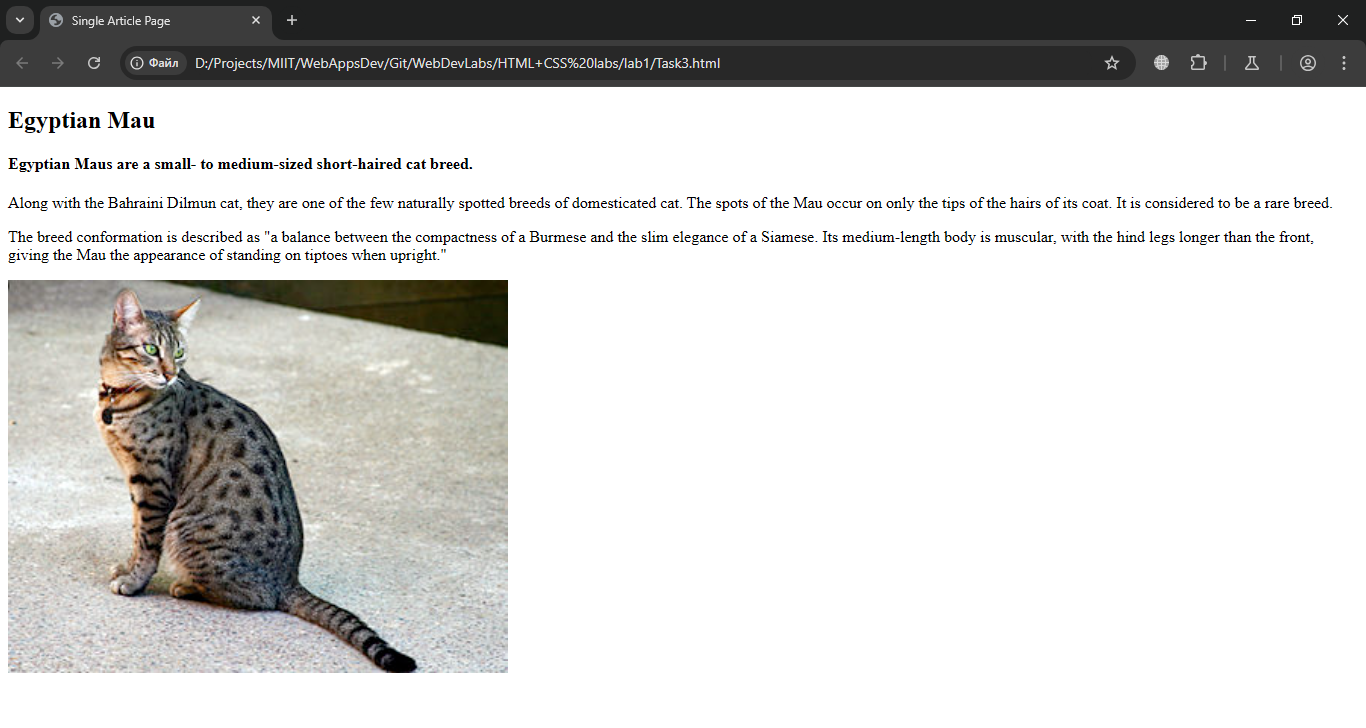 Single Article Page
Файл
D:/Projects/MIIT/WebAppsDev/Git/WebDevLabs/HTML+CSS%20labs/lab1/Task3.html
Egyptian Mau
Egyptian Maus are a small- to medium-sized short-haired cat breed.
Along with the Bahraini Dilmun cat, they are one of the few naturally spotted breeds of domesticated cat. The spots of the Mau occur on only the tips of the hairs of its coat. It is considered to be a rare breed.
The breed conformation is described as "a balance between the compactness of a Burmese and the slim elegance of a Siamese. Its medium-length body is muscular, with the hind legs longer than the front,
giving the Mau the appearance of standing on tiptoes when upright."